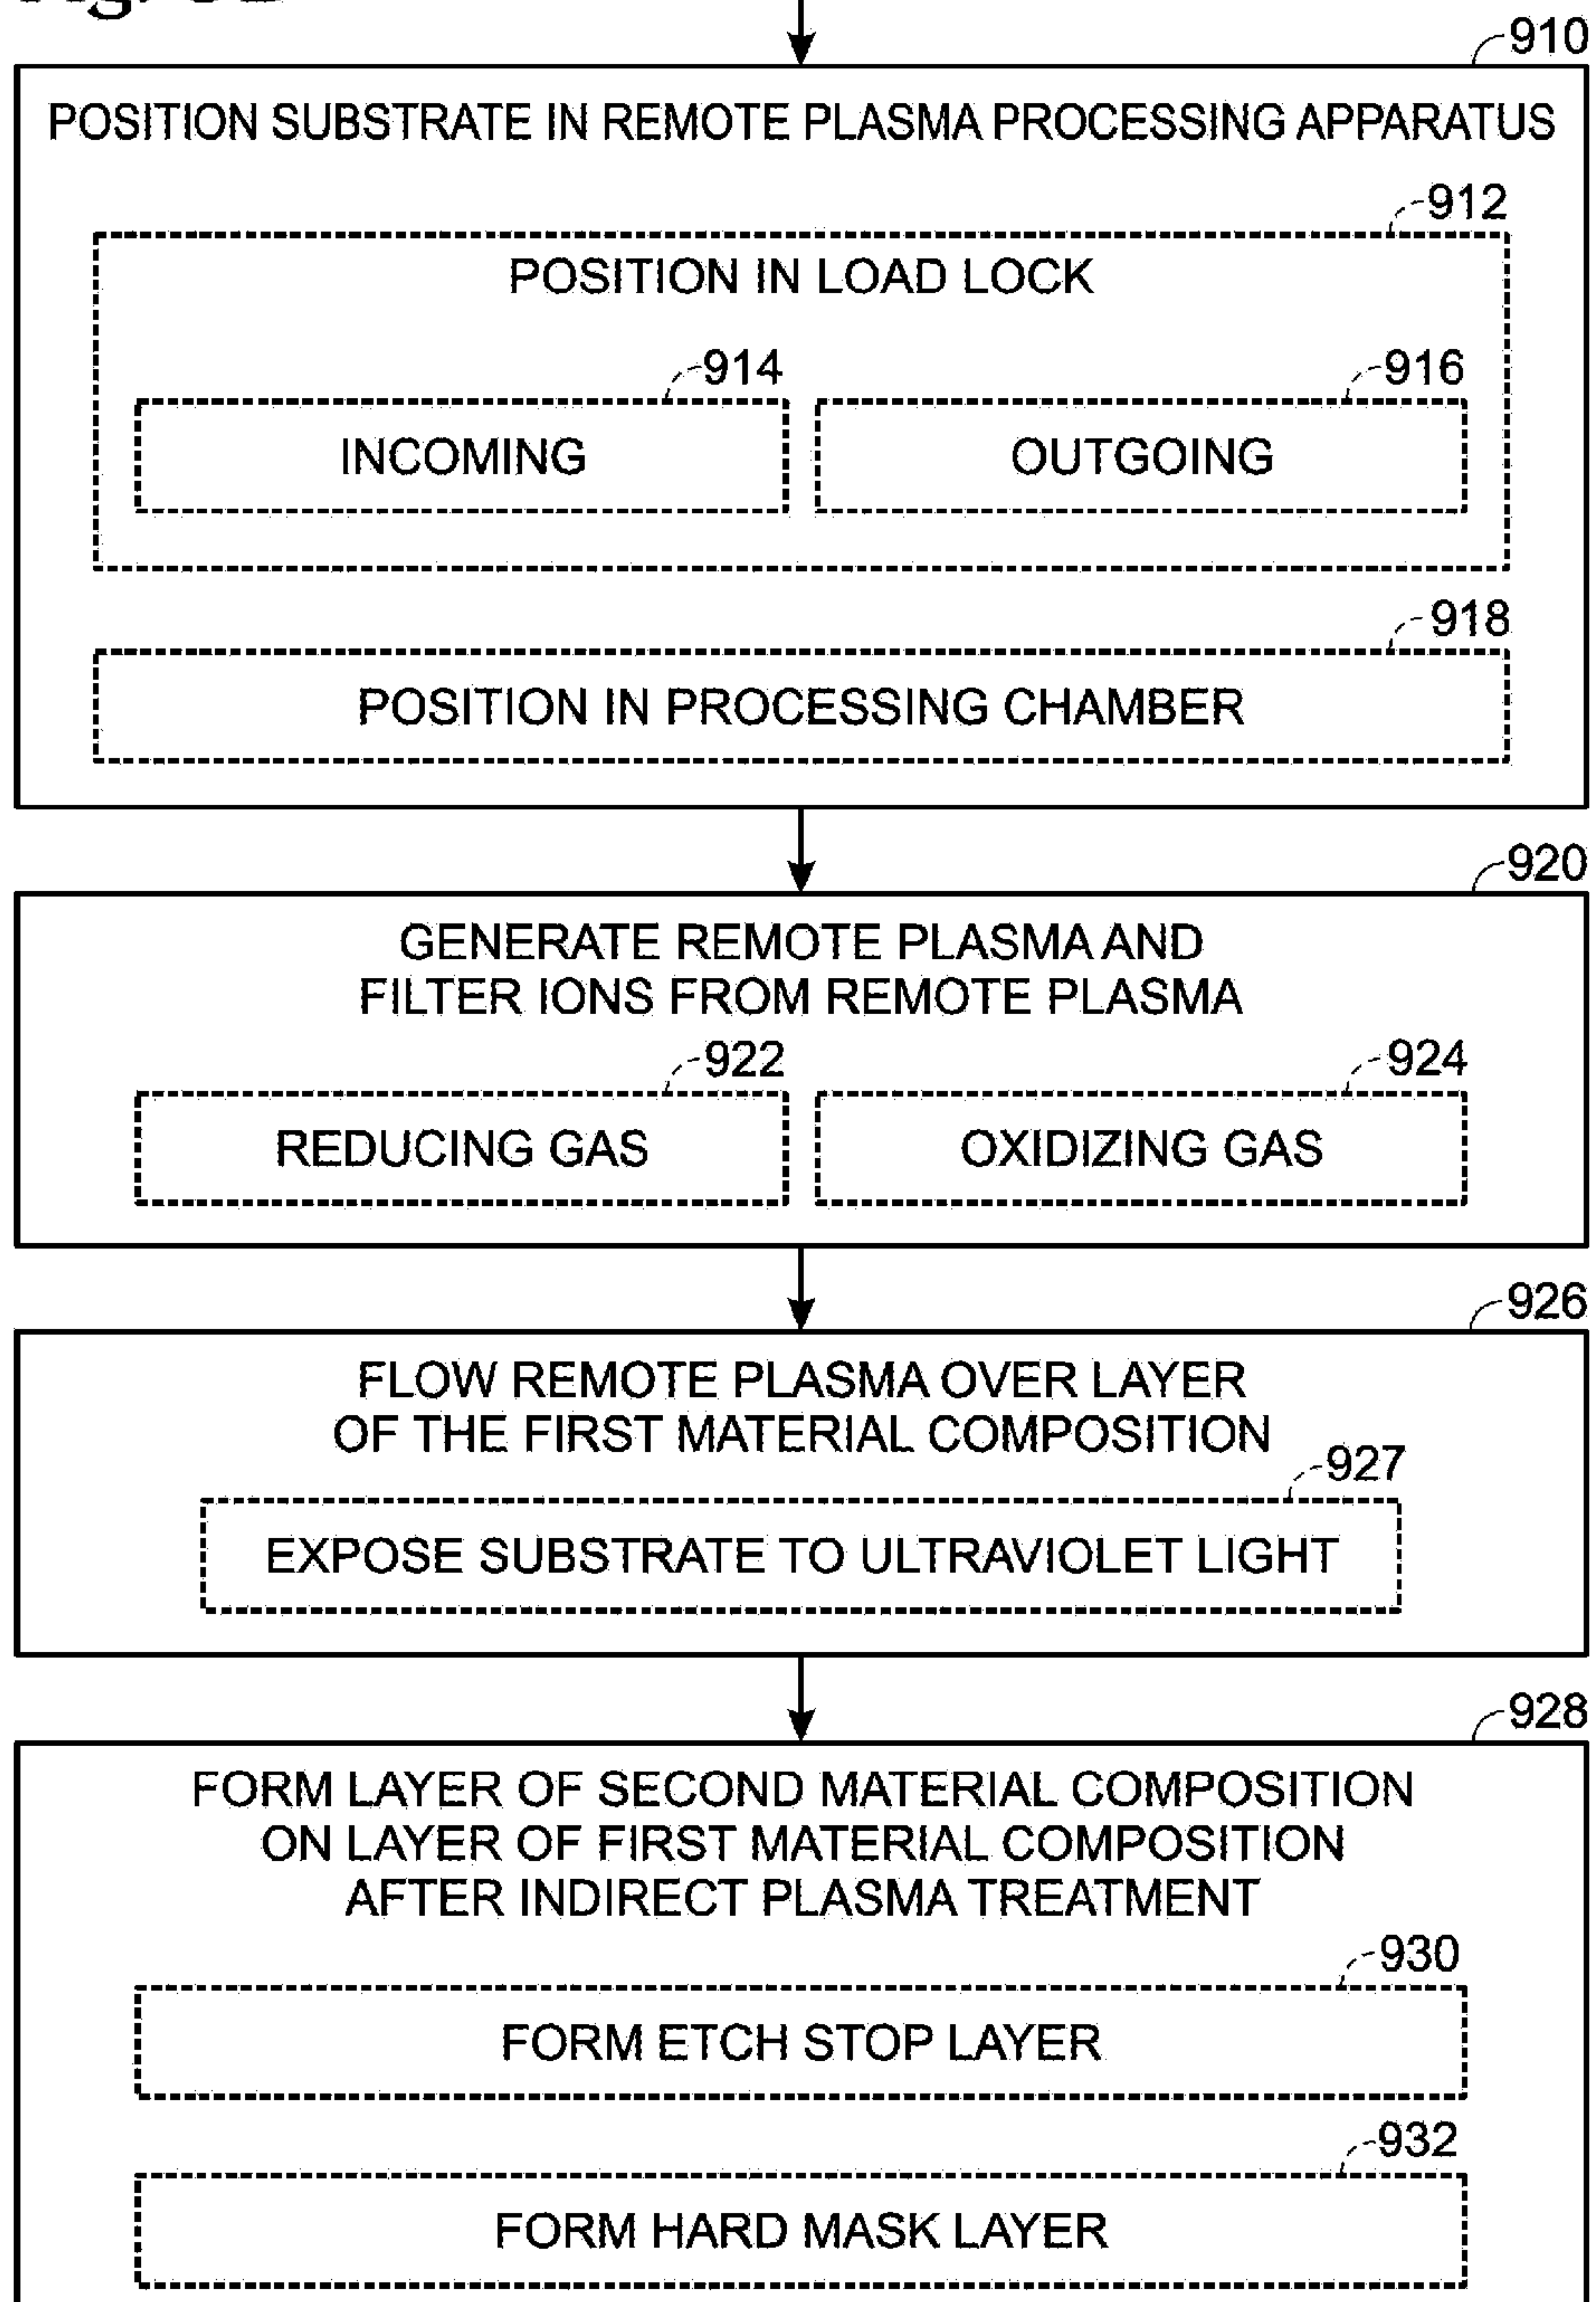 910
POSITION SUBSTRATE IN REMOTE PLASMA PROCESSING APPARATUS
912
POSITION IN LOAD LOCK
914
916
INCOMING
OUTGOING
918
POSITION IN PROCESSING CHAMBER
920
GENERATE REMOTE PLASMA AND
FILTER IONS FROM REMOTE PLASMA
922
924
REDUCING GAS
OXIDIZING GAS
926
FLOW REMOTE PLASMA OVER LAYER
OF THE FIRST MATERIAL COMPOSITION
927
EXPOSE SUBSTRATE TO ULTRAVIOLET LIGHT
928
FORM LAYER OF SECOND MATERIAL COMPOSITION
ON LAYER OF FIRST MATERIAL COMPOSITION
AFTER INDIRECT PLASMA TREATMENT
930
FORM ETCH STOP LAYER
932
FORM HARD MASK LAYER